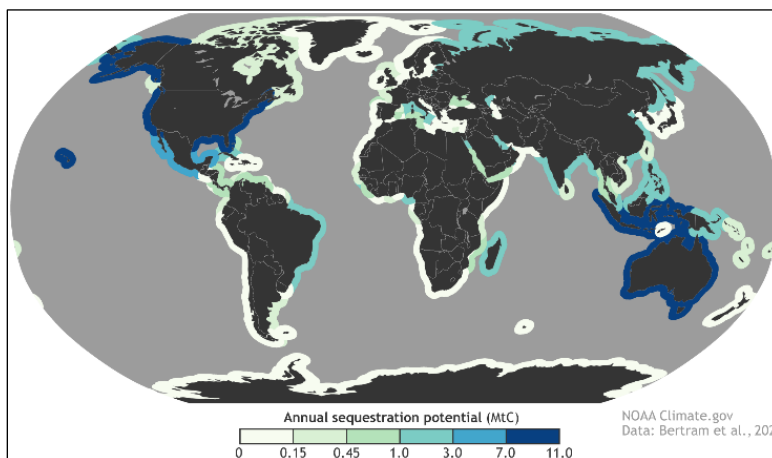 Annual sequestration potential (MtC)
0 0.15 0.45 1.0 3.0 7.0 11.0
NOAA Climate.gov
Data: Bertram et al., 202